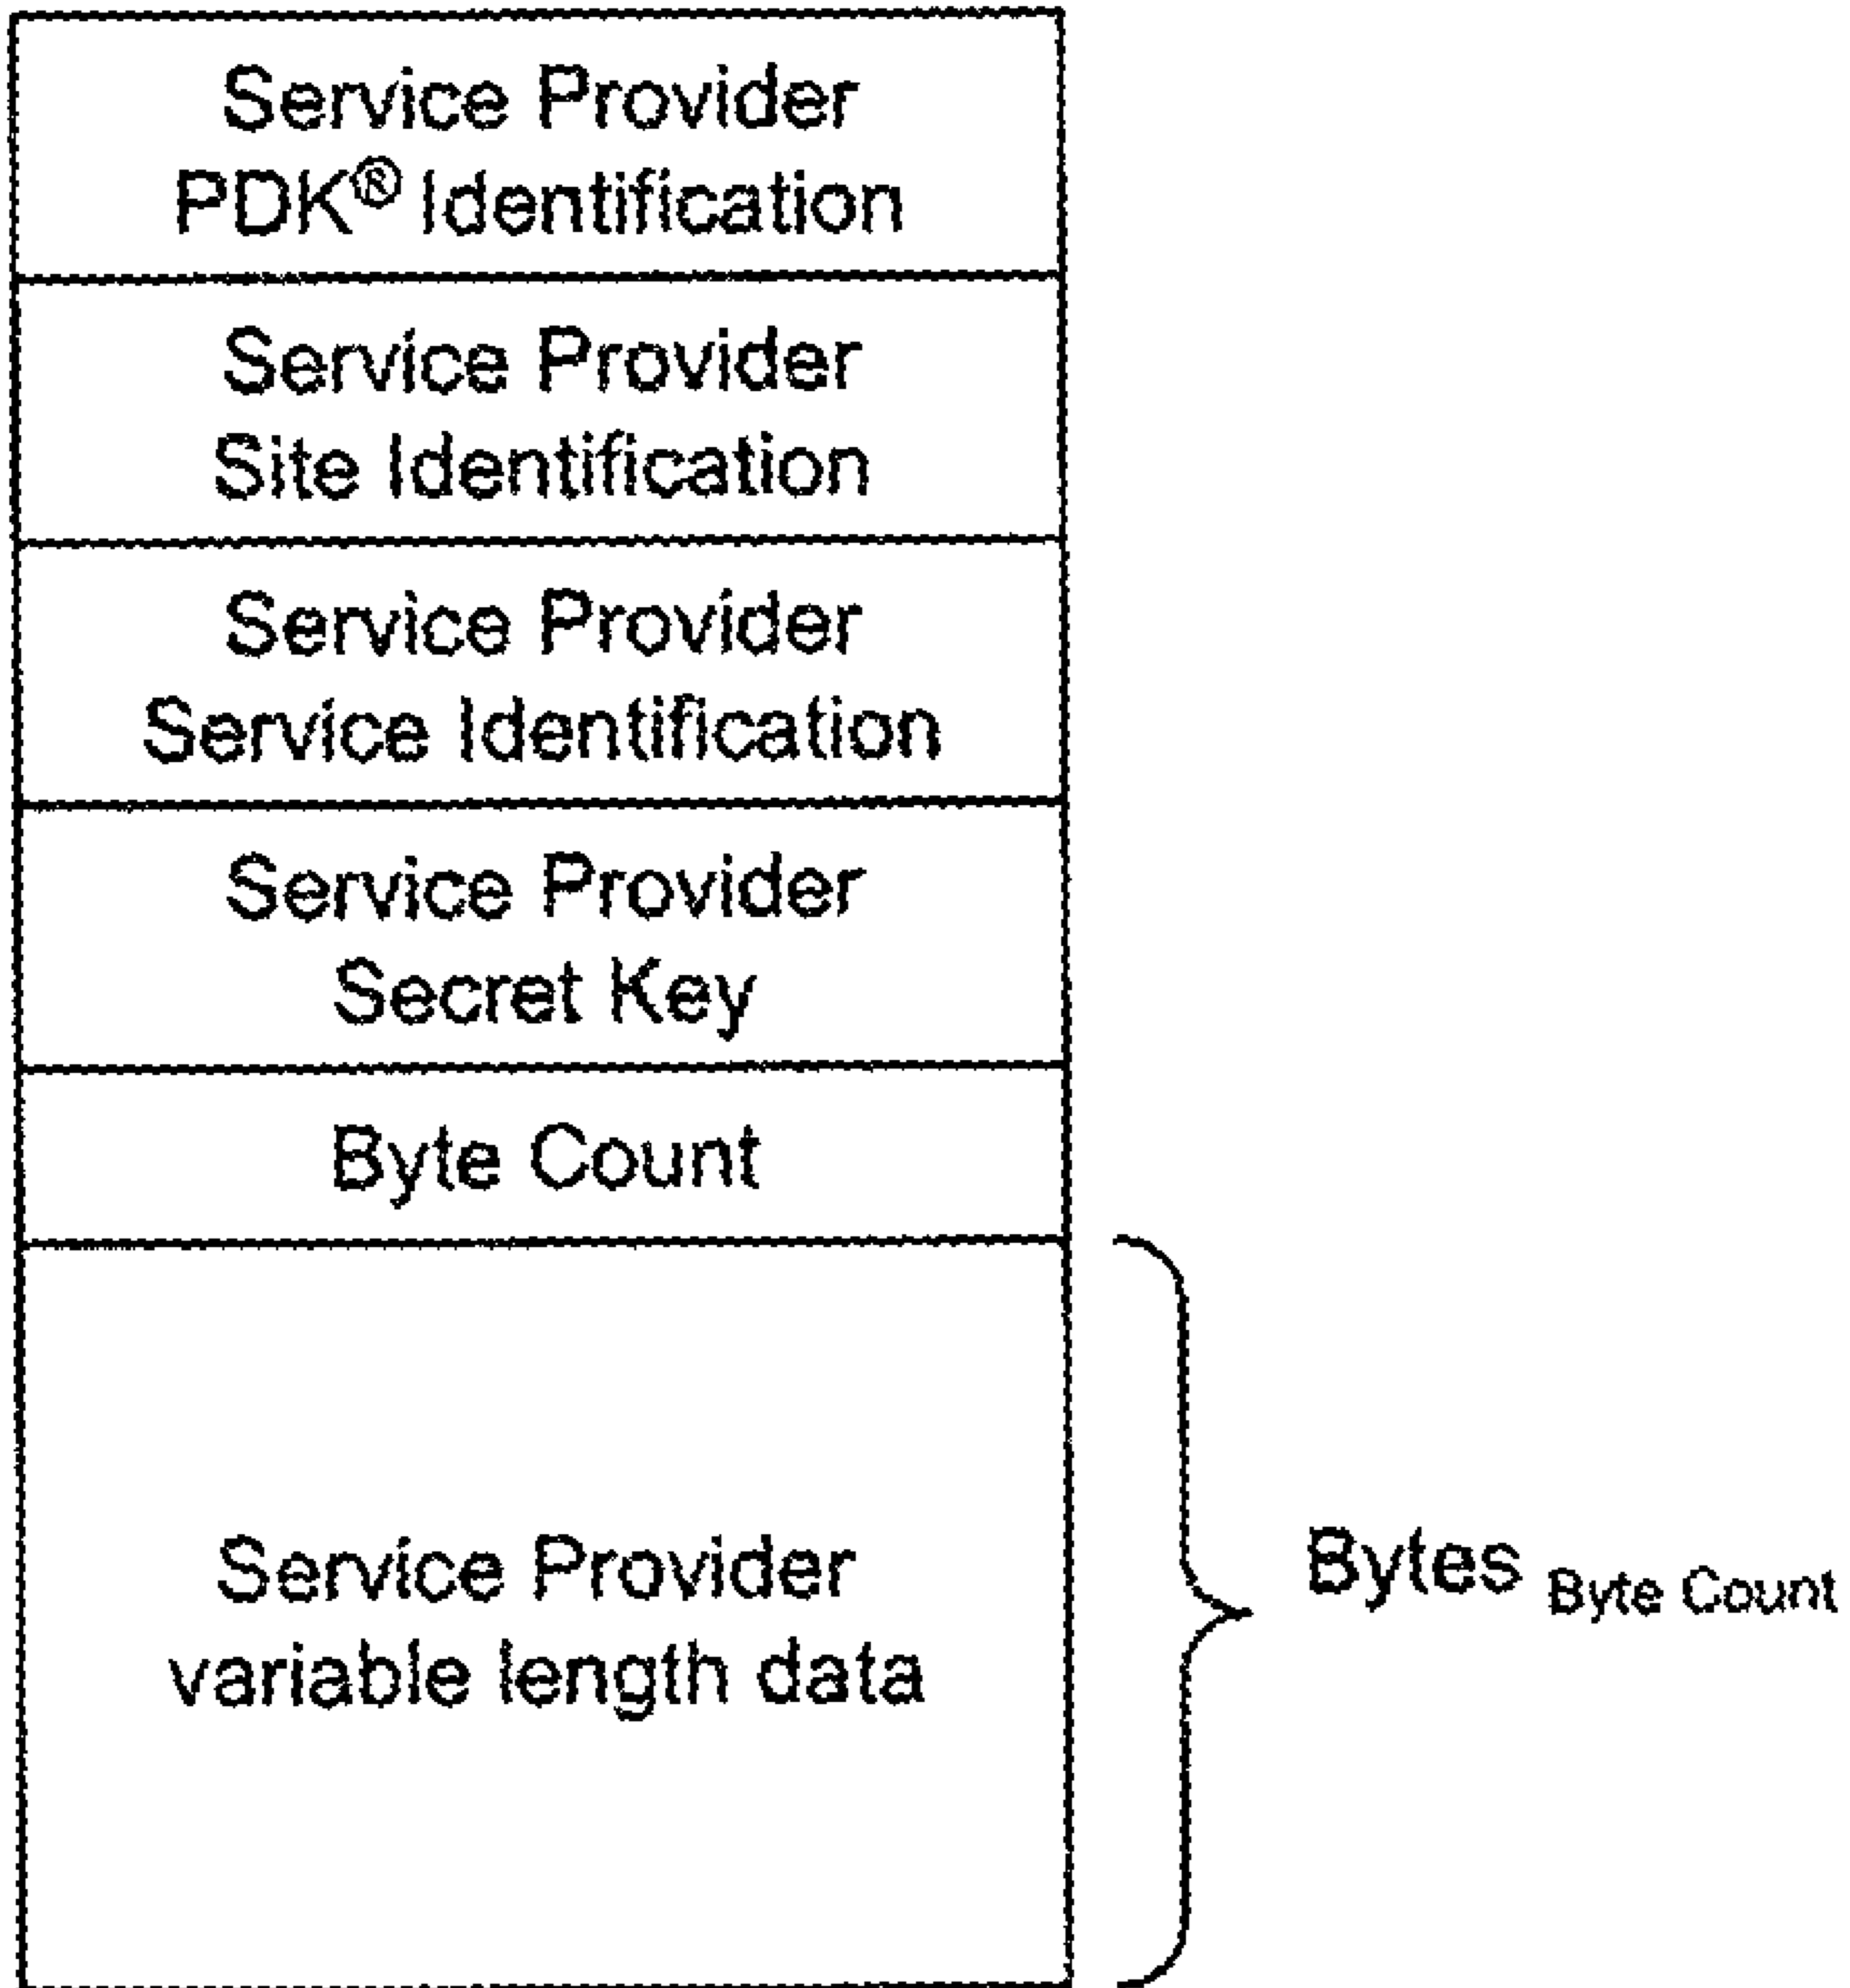 Service Provider
PDK® Identification
Service Provider
Site Identification
Service Provider
Service Identification
Service Provider
Secret Key
Byte Count
Service Provider
variable length data
Bytes Byte Count